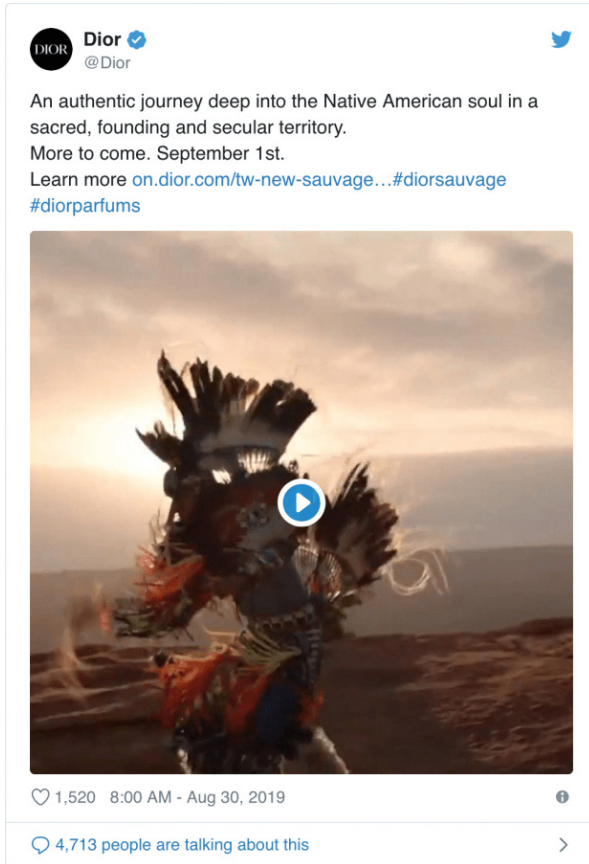 DIOR
Dior
@Dior
An authentic journey deep into the Native American soul in a
sacred, founding and secular territory.
More to come. September 1st.
Learn more on.dior.com/tw-new-sauvage…#diorsauvage
#diorparfums
1,520 8:00 AM - Aug 30, 2019
4,713 people are talking about this